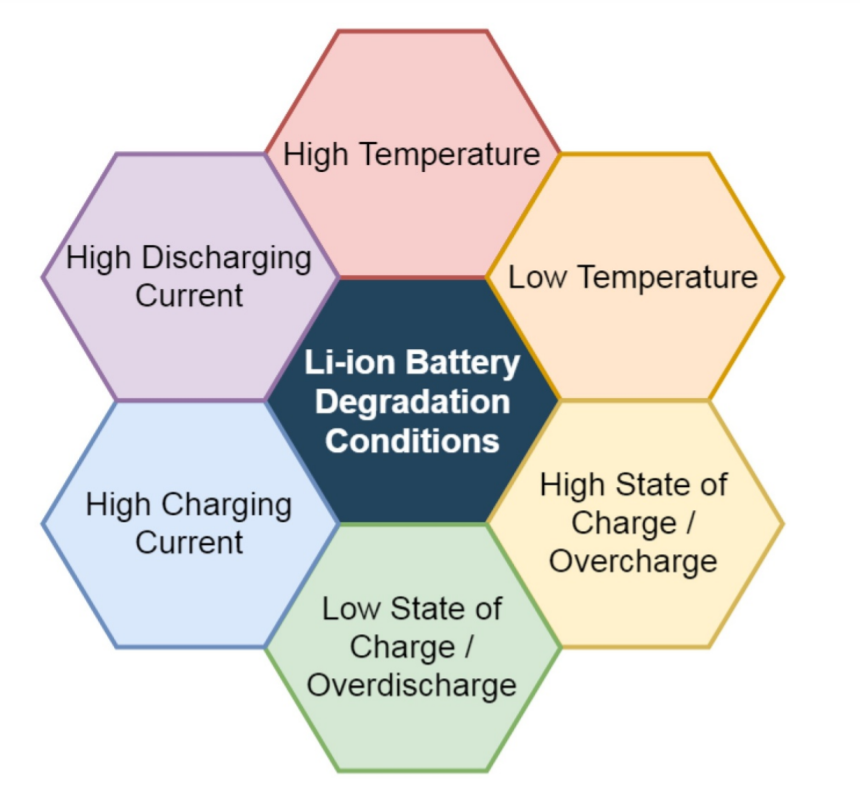 High Temperature
High Discharging
Current
Low Temperature
Li-ion Battery
Degradation
Conditions
High Charging
Current
High State of
Charge /
Overcharge
Low State of
Charge /
Overdischarge